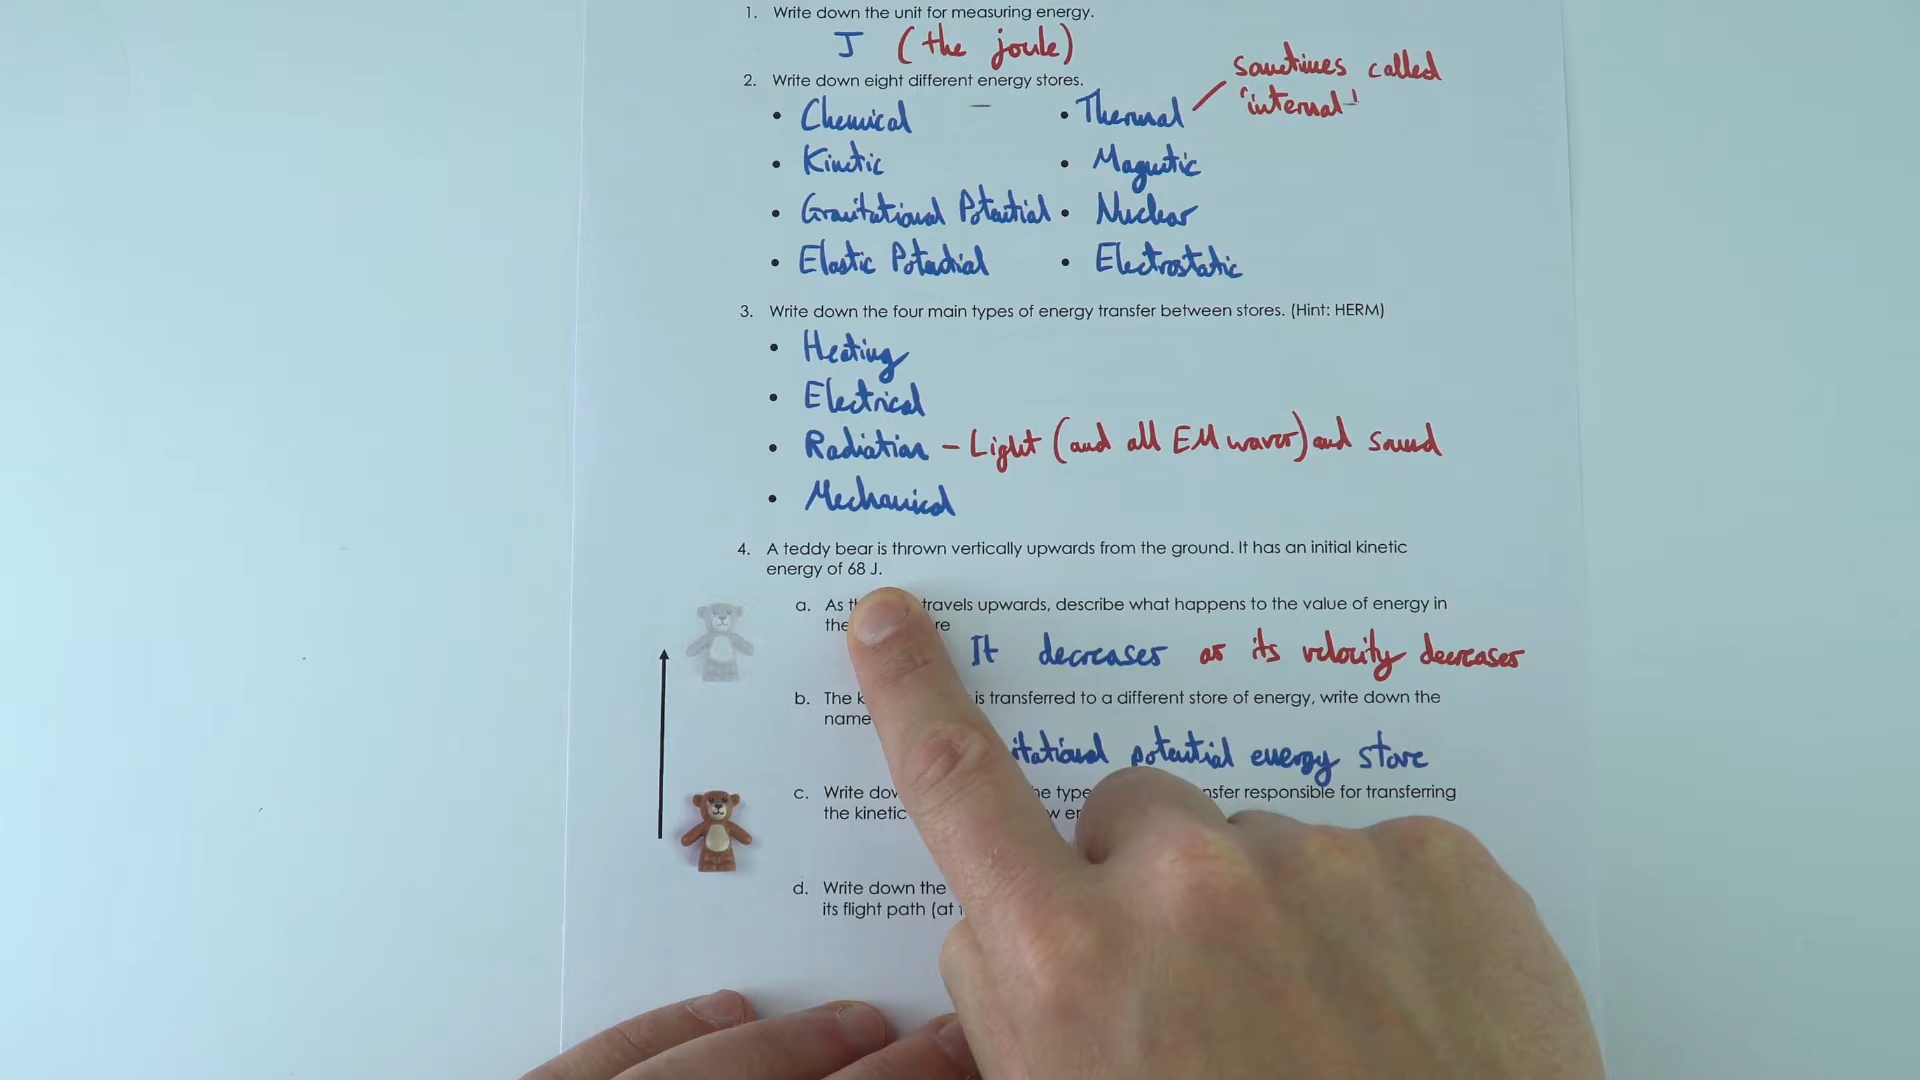 1. Write down the unit for measuring energy.
J (the joule)
2. Write down eight different energy stores.
sometimes called
'internal'
• Chemical
• Thermal
• Kinetic
• Magnetic
• Gravitational Potential
• Nuclear
• Elastic Potential
• Electrostatic
3. Write down the four main types of energy transfer between stores. (Hint: HERM)
• Heating
• Electrical
• Radiation - Light (and all EM waves) and sound
• Mechanical
4. A teddy bear is thrown vertically upwards from the ground. It has an initial kinetic
energy of 68 J.
a. As travels upwards, describe what happens to the value of energy in
the
It decreases as its velocity decreases
b. The is transferred to a different store of energy, write down the
name
potential energy store
c. Write type responsible for transferring
the kinetic
d. Write down the
its flight path (at